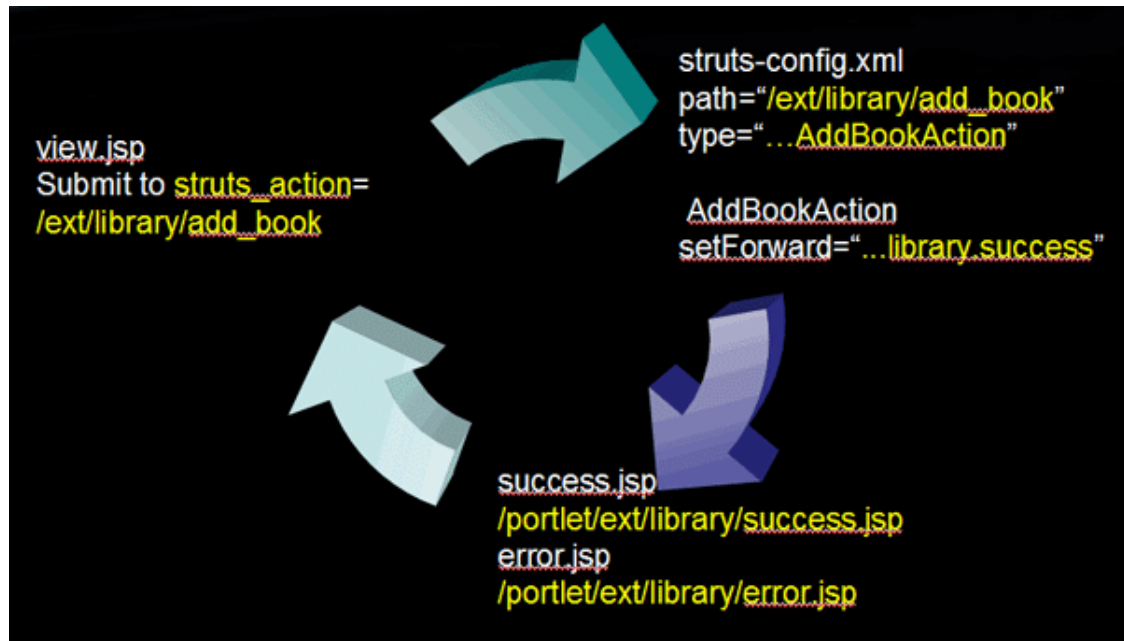 view.jsp
Submit to struts_action=
/ext/library/add_book
struts-config.xml
path=“/ext/library/add_book”
type=“...AddBookAction”
AddBookAction
setForward=“...library.success”
success.jsp
/portlet/ext/library/success.jsp
error.jsp
/portlet/ext/library/error.jsp